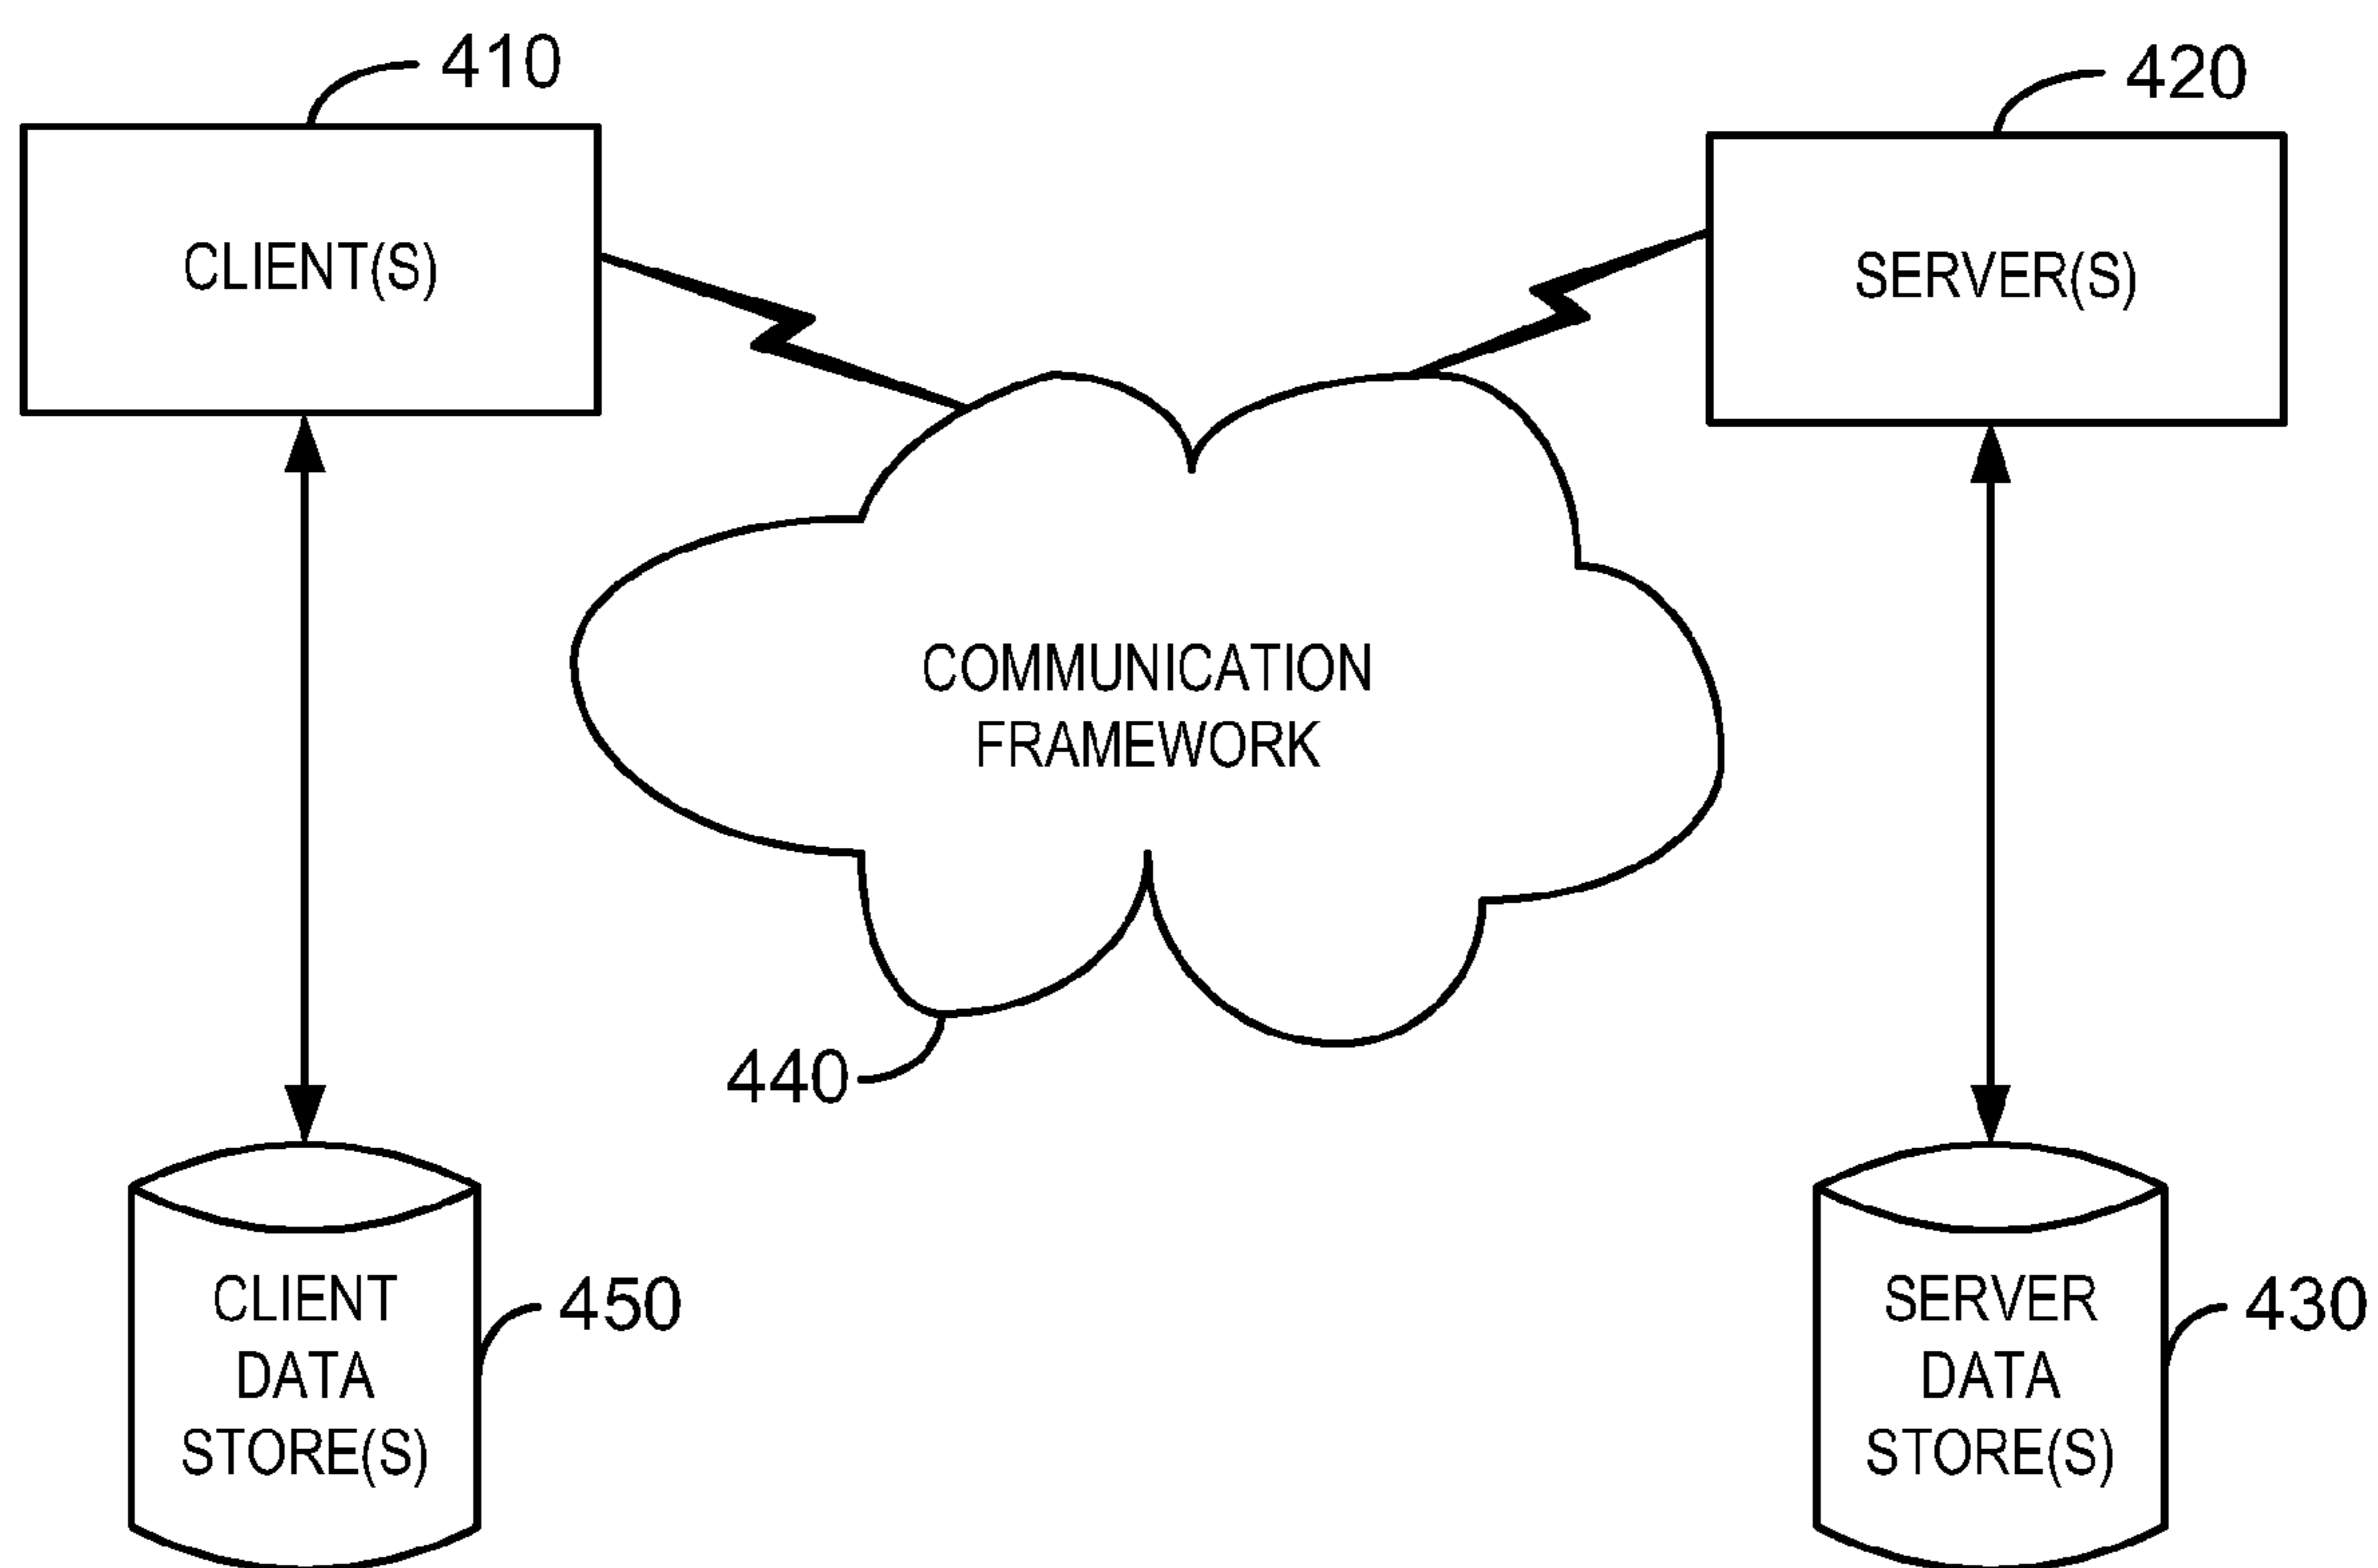 410
420
CLIENT(S)
SERVER(S)
COMMUNICATION
FRAMEWORK
440
CLIENT
DATA
STORE(S)
450
SERVER
DATA
STORE(S)
430